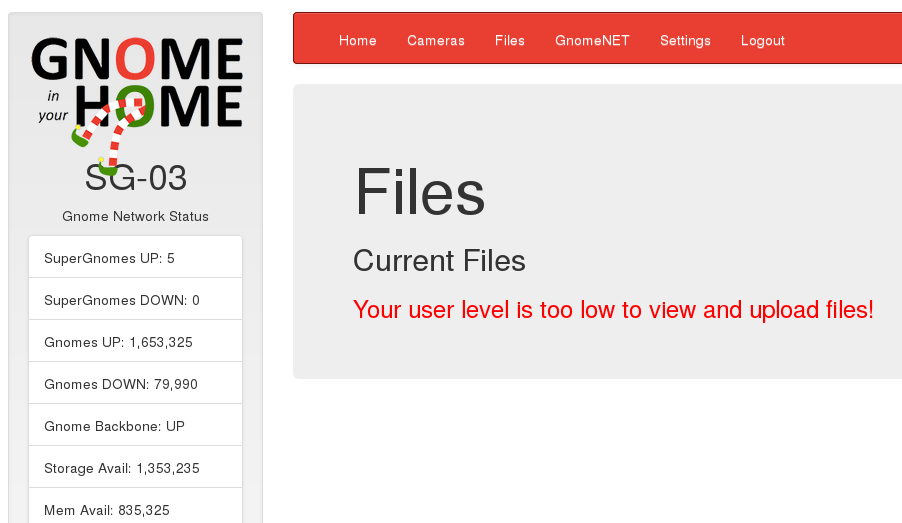 GNOME
in
your
HOME
SG-03
Gnome Network Status
SuperGnomes UP: 5
SuperGnomes DOWN: 0
Gnomes UP: 1,653,325
Gnomes DOWN: 79,990
Gnome Backbone: UP
Storage Avail: 1,353,235
Mem Avail: 835,325
Home Cameras Files GnomeNET Settings Logout
Files
Current Files
Your user level is too low to view and upload files!